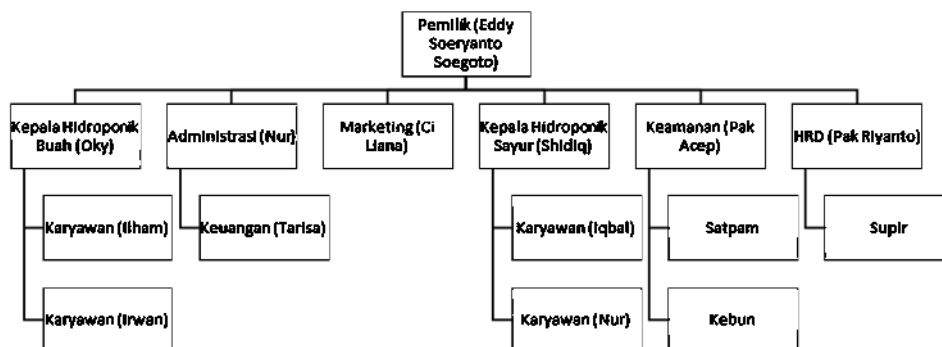 Pemilik (Eddy
Soeryanto
Soegoto)
Kepala Hidroponik
Buah (Oky)
Administrasi (Nur)
Marketing (Ci
Liana)
Kepala Hidroponik
Sayur (Shidiq)
Keamanan (Pak
Acep)
HRD (Pak Riyanto)
Karyawan (Ilham)
Keuangan (Tarisa)
Karyawan (Iqbal)
Satpam
Supir
Karyawan (Irwan)
Karyawan (Nur)
Kebun